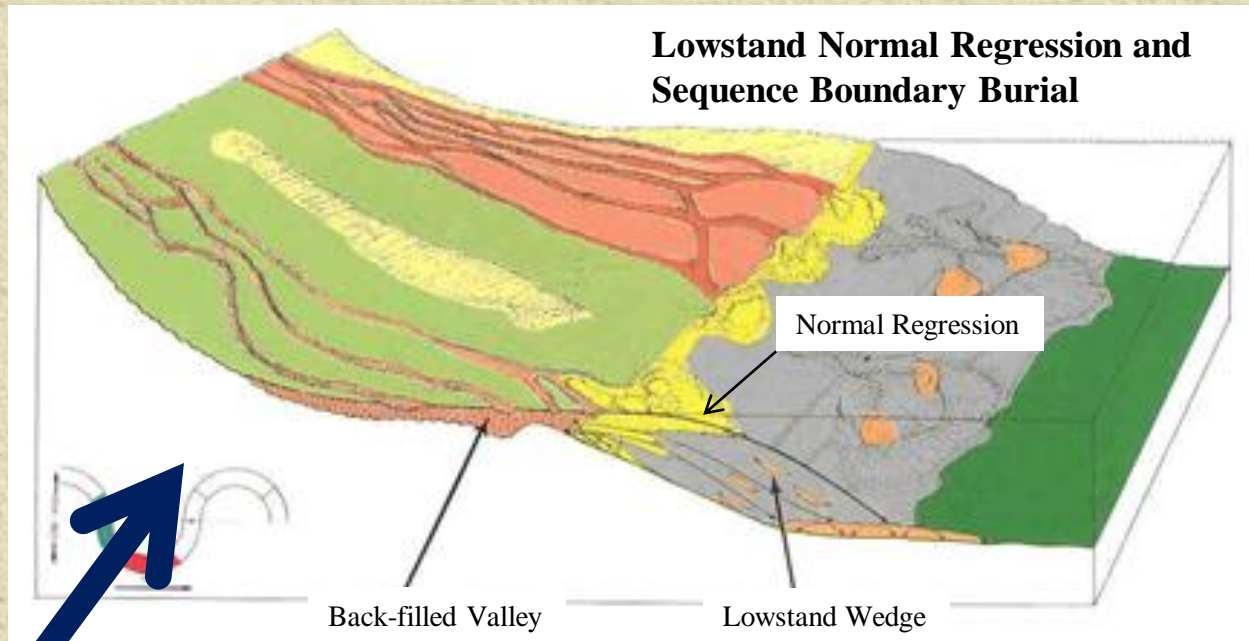 Lowstand Normal Regression and
Sequence Boundary Burial
Normal Regression
Back-filled Valley
Lowstand Wedge